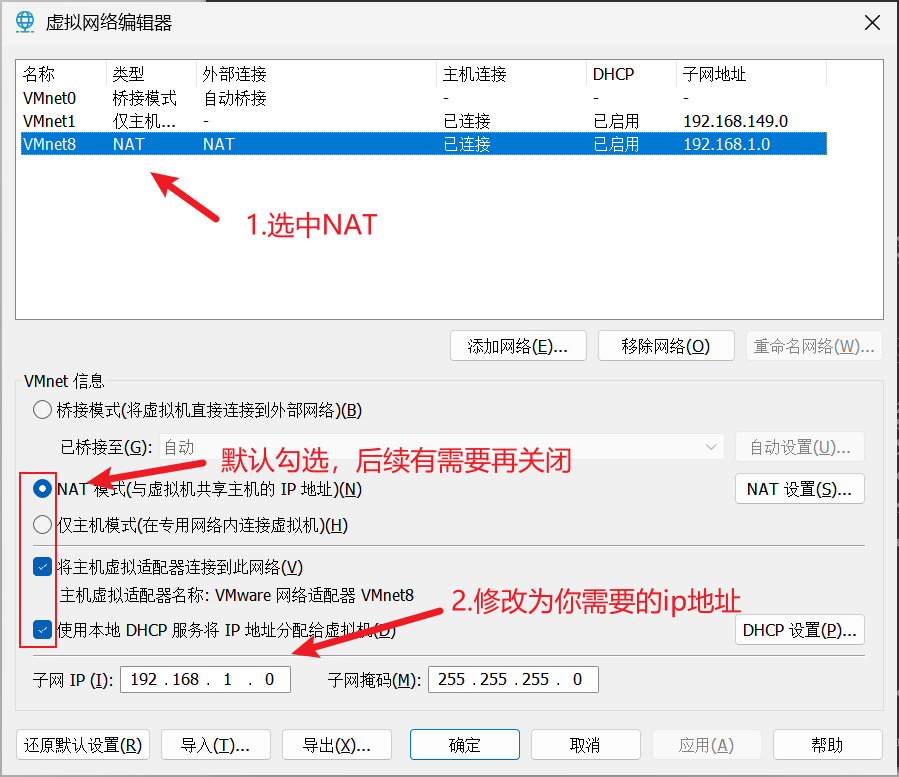 虚拟网络编辑器
名称 类型 外部连接 主机连接 DHCP 子网地址
VMnet0 桥接模式 自动桥接 - - -
VMnet1 仅主机... - 已连接 已启用 192.168.149.0
VMnet8 NAT NAT 已连接 已启用 192.168.1.0
1.选中NAT
添加网络(E)... 移除网络(O) 重命名网络(W)...
VMnet 信息
桥接模式(将虚拟机直接连接到外部网络)(B)
已桥接至(G): 自动 自动设置(U)...
默认勾选，后续有需要再关闭
NAT 模式(与虚拟机共享主机的 IP 地址)(N) NAT 设置(S)...
仅主机模式(在专用网络内连接虚拟机)(H)
将主机虚拟适配器连接到此网络(V)
主机虚拟适配器名称: VMware 网络适配器 VMnet8
2.修改为你需要的ip地址
使用本地 DHCP 服务将 IP 地址分配给虚拟机(D) DHCP 设置(P)...
子网 IP (I): 192 . 168 . 1 . 0 子网掩码(M): 255 . 255 . 255 . 0
还原默认设置(R) 导入(T)... 导出(X)... 确定 取消 应用(A) 帮助